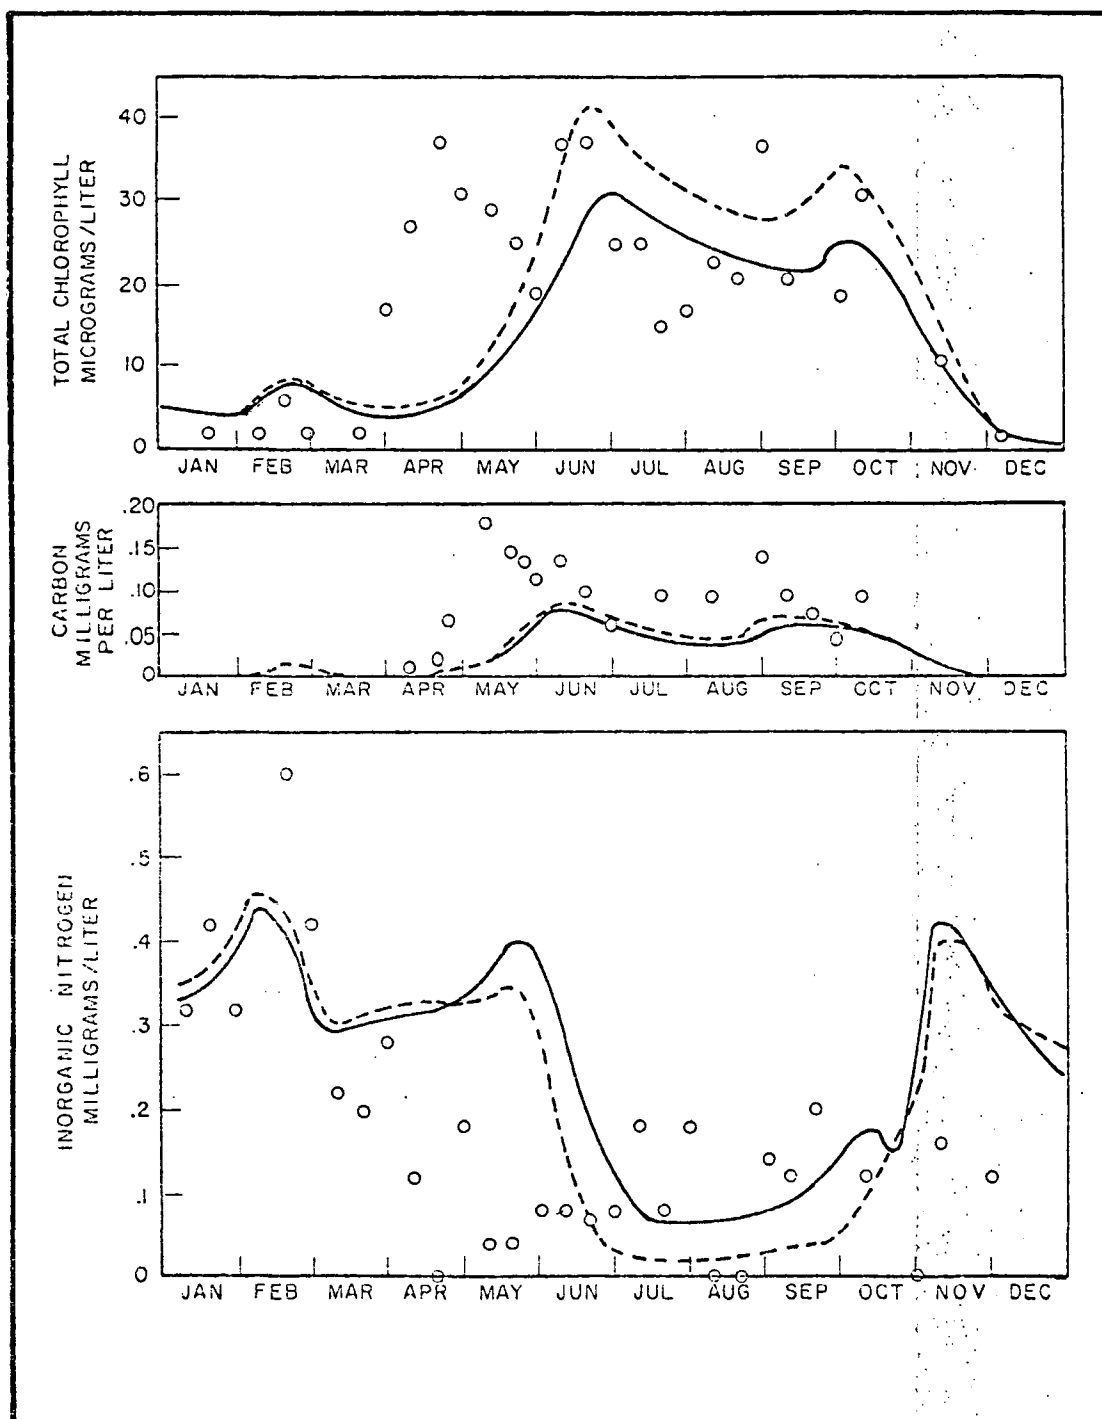 TOTAL CHLOROPHYLL
MICROGRAMS/LITER
40
30
20
10
0
JAN FEB MAR APR MAY JUN JUL AUG SEP OCT NOV DEC
CARBON
MILLIGRAMS
PER LITER
.20
.15
.10
.05
0
JAN FEB MAR APR MAY JUN JUL AUG SEP OCT NOV DEC
INORGANIC NITROGEN
MILLIGRAMS/LITER
.6
.5
.4
.3
.2
.1
0
JAN FEB MAR APR MAY JUN JUL AUG SEP OCT NOV DEC